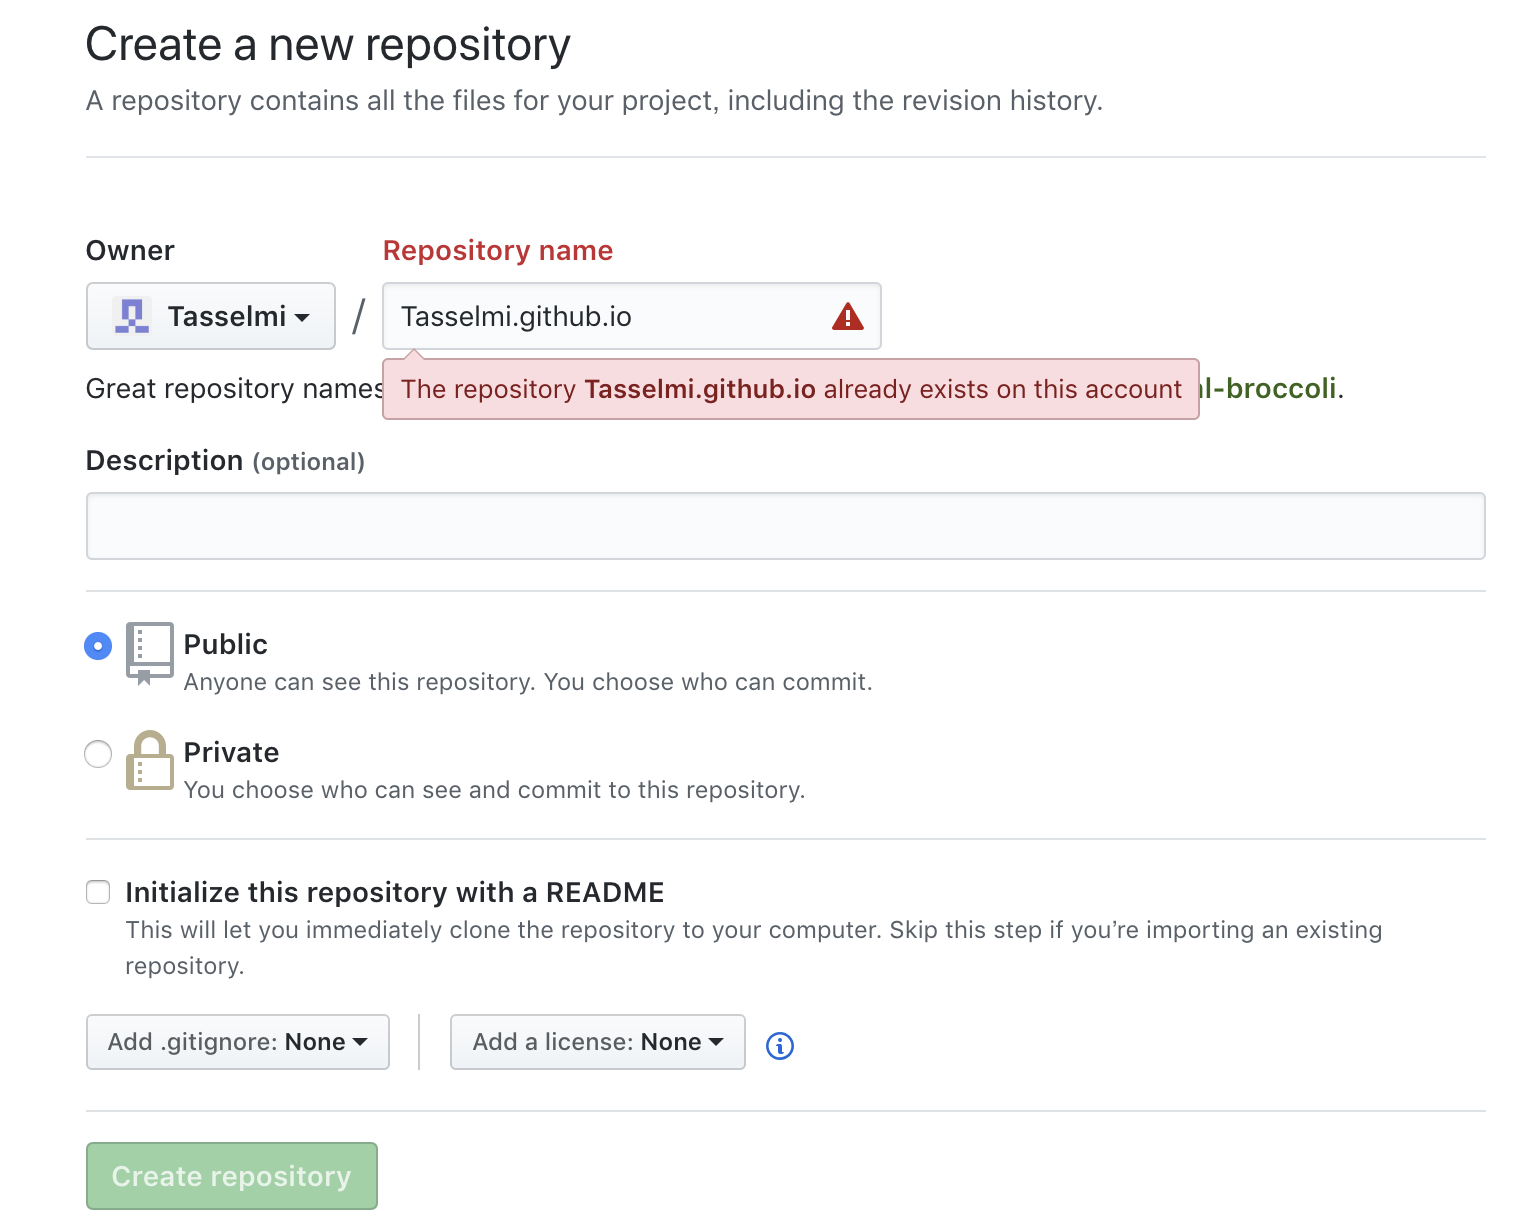 Create a new repository
A repository contains all the files for your project, including the revision history.
Owner
Repository name
Tasselmi
/
Tasselmi.github.io
Great repository names
The repository Tasselmi.github.io already exists on this account
l-broccoli.
Description (optional)
Public
Anyone can see this repository. You choose who can commit.
Private
You choose who can see and commit to this repository.
Initialize this repository with a README
This will let you immediately clone the repository to your computer. Skip this step if you’re importing an existing
repository.
Add .gitignore: None
Add a license: None
Create repository